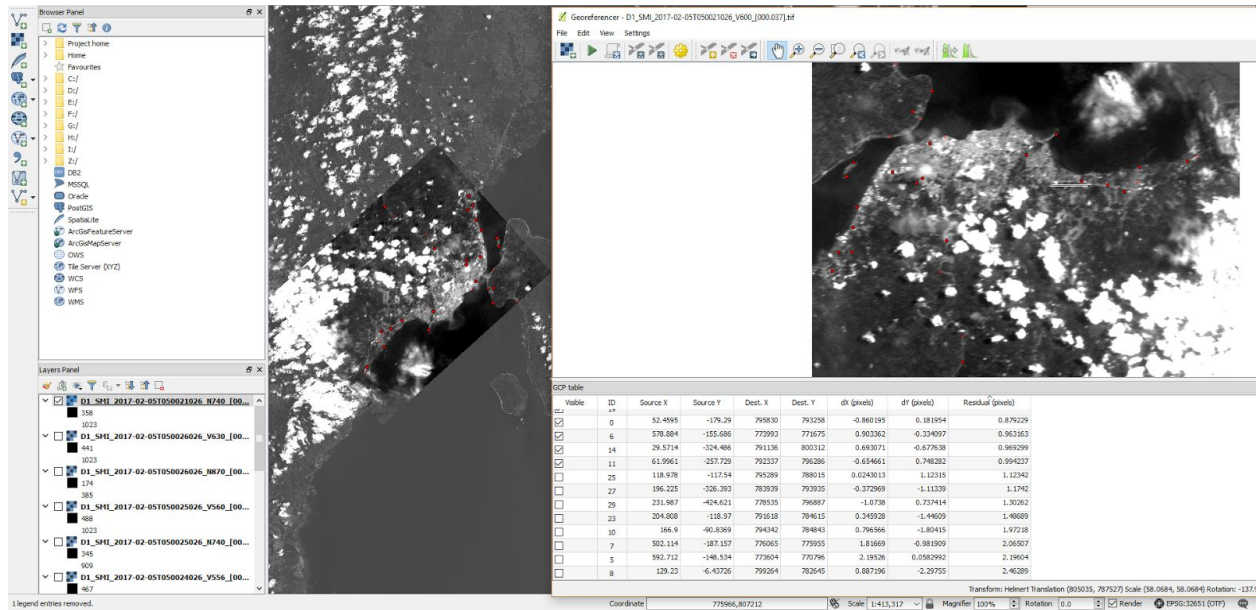 Browser Panel
Project home
Home
Favourites
C:/
D:/
E:/
F:/
G:/
H:/
I:/
Z:/
DB2
MSSQL
Oracle
PostGIS
SpatiaLite
ArcGisFeatureServer
ArcGisMapServer
OWS
Tile Server (XYZ)
WCS
WFS
WMS
Layers Panel
D1_SMI_2017-02-05T050021026_N740_[00...
358
1023
D1_SMI_2017-02-05T050026026_V630_[00...
441
1023
D1_SMI_2017-02-05T050026026_N870_[00...
174
385
D1_SMI_2017-02-05T050025026_V560_[00...
488
1023
D1_SMI_2017-02-05T050025026_N740_[00...
345
909
D1_SMI_2017-02-05T050024026_V556_[00...
467
Georeferencer - D1_SMI_2017-02-05T050021026_V600_[000.037].tif
File Edit View Settings
GCP table
Visible ID Source X Source Y Dest. X Dest. Y dX (pixels) dY (pixels) Residual (pixels)
19
0 52.4595 -179.29 795830 793258 -0.860195 0.181954 0.879229
6 578.884 -155.686 773993 771675 0.903362 -0.334097 0.963163
14 29.5714 -324.486 791136 800312 0.693071 -0.677638 0.969299
11 61.9961 -257.729 792337 796286 -0.654661 0.748282 0.994237
25 118.978 -117.54 795289 788015 0.0243013 1.12315 1.12342
27 196.225 -326.393 783939 793935 -0.372969 -1.11339 1.1742
29 231.987 -424.621 778535 796887 -1.0738 0.737414 1.30262
23 204.808 -118.97 791618 784615 0.345928 -1.44609 1.48689
10 166.9 -90.8369 794342 784843 0.796566 -1.80415 1.97218
7 502.114 -187.157 776065 775955 1.81669 -0.981909 2.06507
5 592.712 -148.534 773604 770796 2.19526 0.0582992 2.19604
8 129.23 -6.43726 799264 782645 0.887196 -2.29755 2.46289
Transform: Helmert Translation (805035, 787527) Scale (58.0684, 58.0684) Rotation:
1 legend entries removed.
Coordinate 775966,807212 Scale 1:413,317 Magnifier 100% Rotation 0.0 Render EPSG:32651 (OTF)